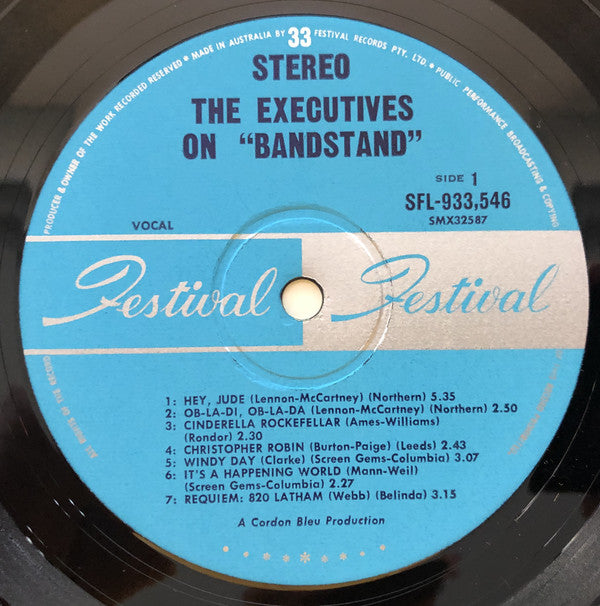 PRODUCER & OWNER OF THE WORK RECORDED RESERVED * MADE IN AUSTRALIA BY 33 FESTIVAL RECORDS PTY. LTD. * PUBLIC PERFORMANCE BROADCASTING & COPYING
STEREO
THE EXECUTIVES
ON “BANDSTAND”
SIDE 1
SFL-933,546
SMX32587
VOCAL
Festival Festival
1: HEY, JUDE (Lennon-McCartney) (Northern) 5.35
2: OB-LA-DI, OB-LA-DA (Lennon-McCartney) (Northern) 2.50
3: CINDERELLA ROCKEFELLAR (Ames-Williams)
(Rondor) 2.30
4: CHRISTOPHER ROBIN (Burton-Paige) (Leeds) 2.43
5: WINDY DAY (Clarke) (Screen Gems-Columbia) 3.07
6: IT'S A HAPPENING WORLD (Mann-Weil)
(Screen Gems-Columbia) 2.27
7: REQUIEM: 820 LATHAM (Webb) (Belinda) 3.15
A Cordon Bleu Production
ALL RIGHTS OF THE RECORD